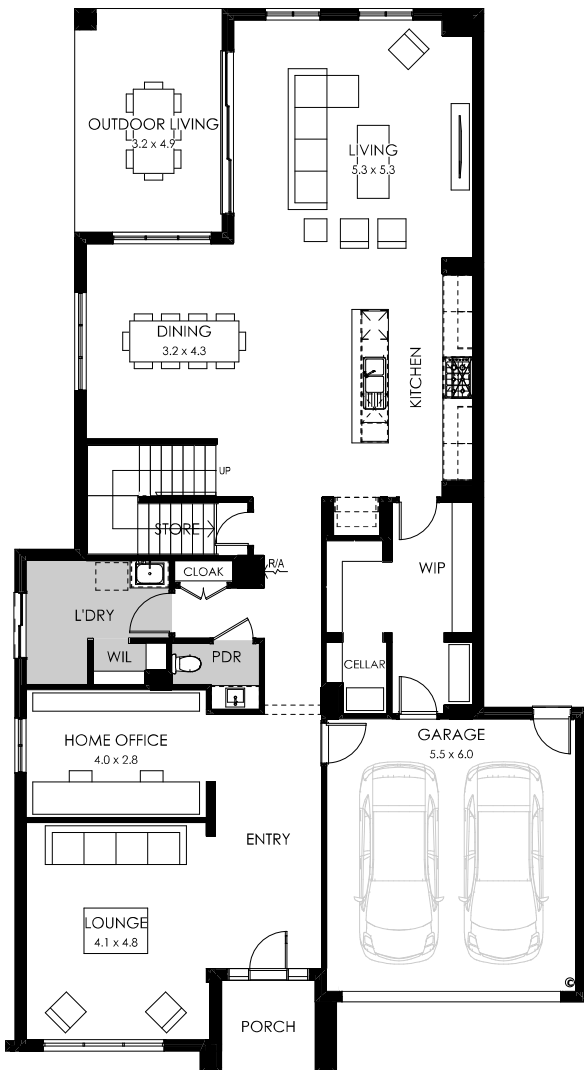 OUTDOOR LIVING
3.2 x 4.9
LIVING
5.3 x 5.3
DINING
3.2 x 4.3
KITCHEN
UP
STORE
R/A
CLOAK
WIP
L'DRY
WIL
PDR
CELLAR
HOME OFFICE
4.0 x 2.8
GARAGE
5.5 x 6.0
ENTRY
LOUNGE
4.1 x 4.8
©
PORCH